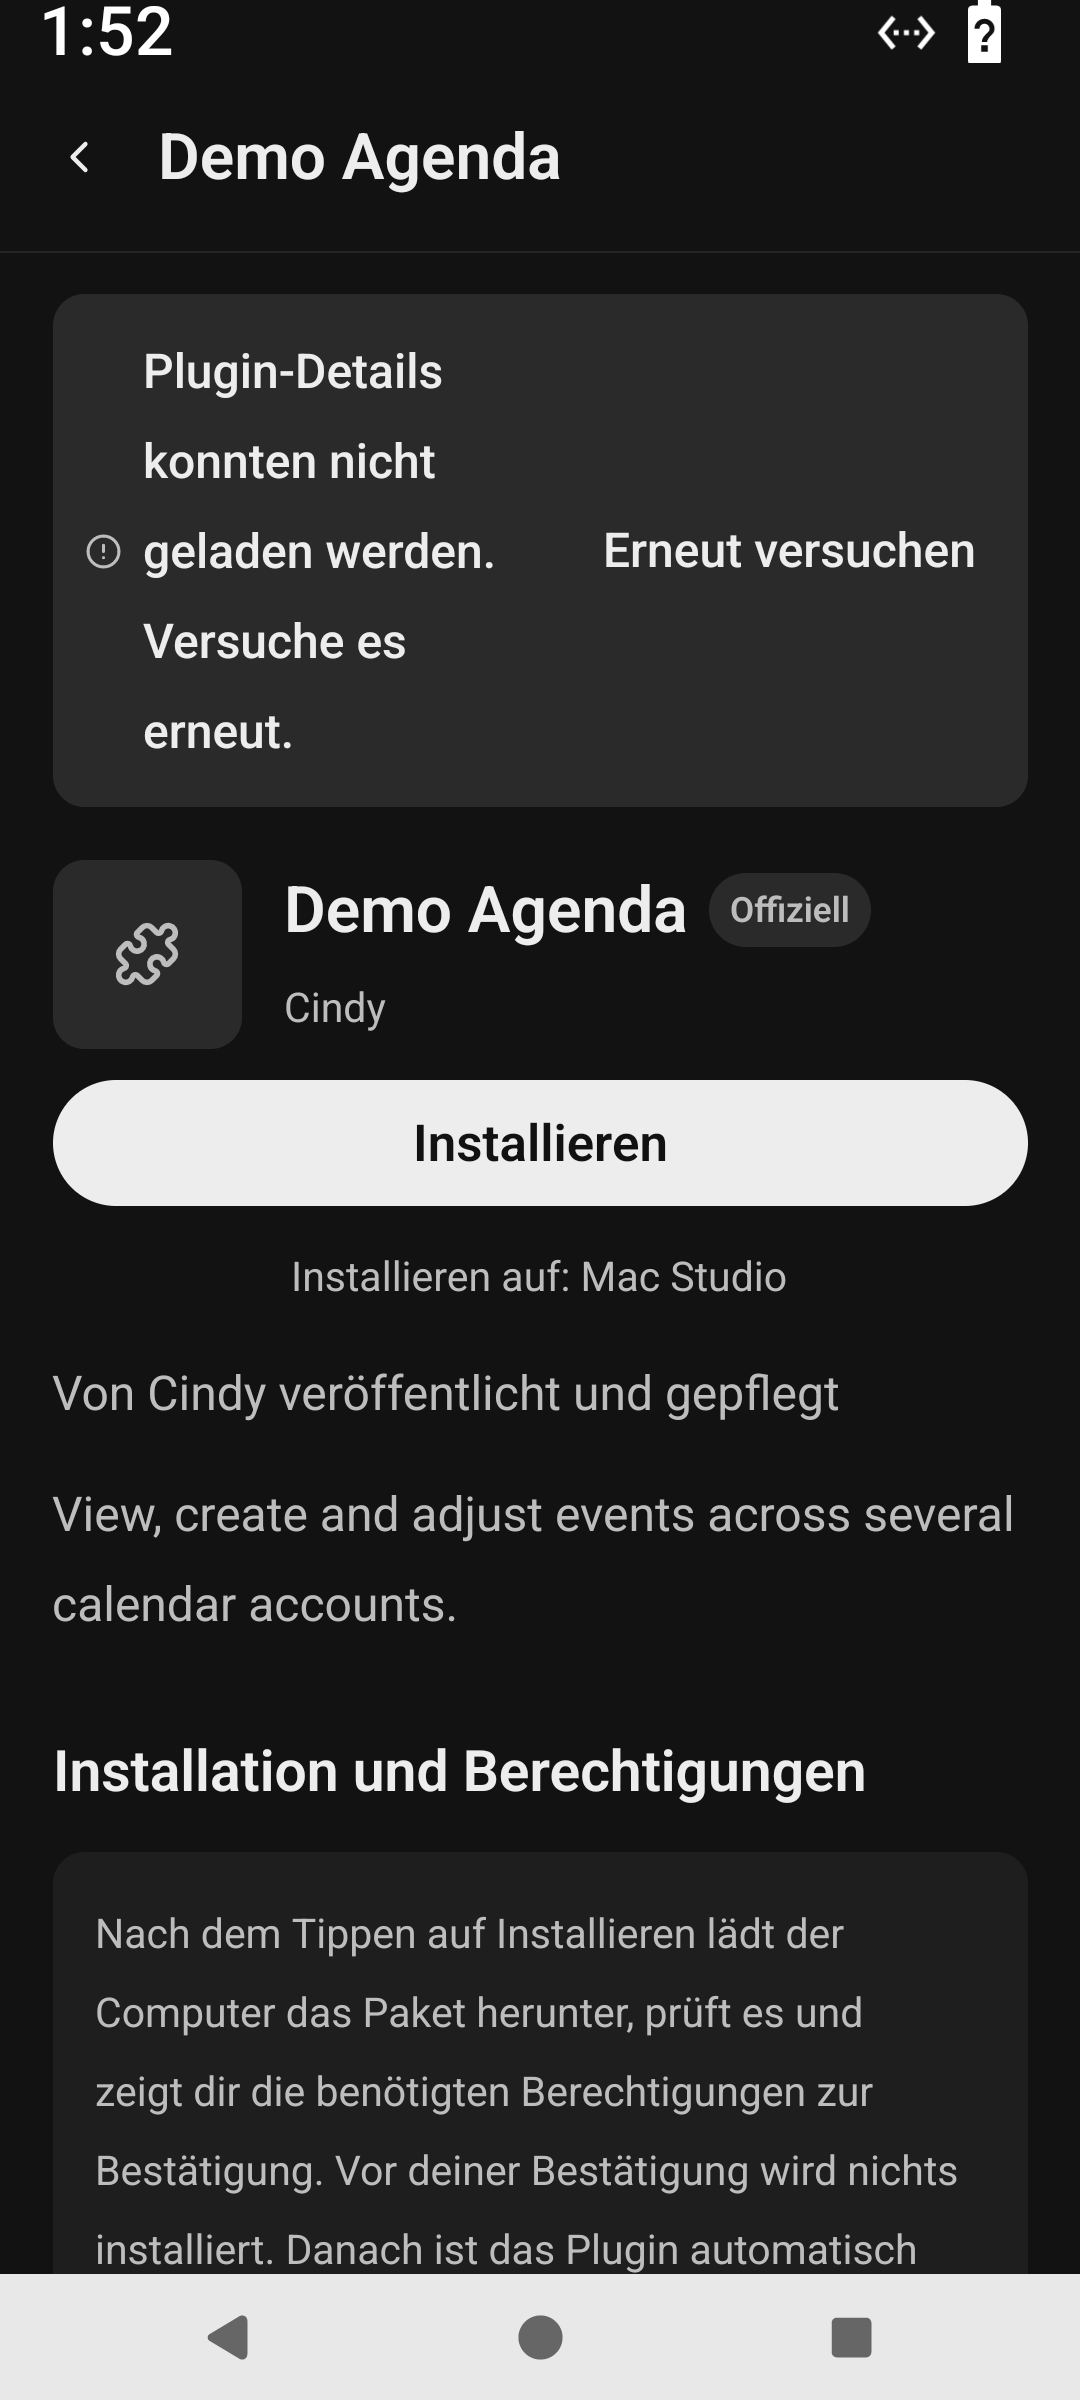 1:52
Demo Agenda
Plugin-Details
konnten nicht
geladen werden.
Versuche es
erneut.
Erneut versuchen
Demo Agenda
Offiziell
Cindy
Installieren
Installieren auf: Mac Studio
Von Cindy veröffentlicht und gepflegt
View, create and adjust events across several
calendar accounts.
Installation und Berechtigungen
Nach dem Tippen auf Installieren lädt der
Computer das Paket herunter, prüft es und
zeigt dir die benötigten Berechtigungen zur
Bestätigung. Vor deiner Bestätigung wird nichts
installiert. Danach ist das Plugin automatisch